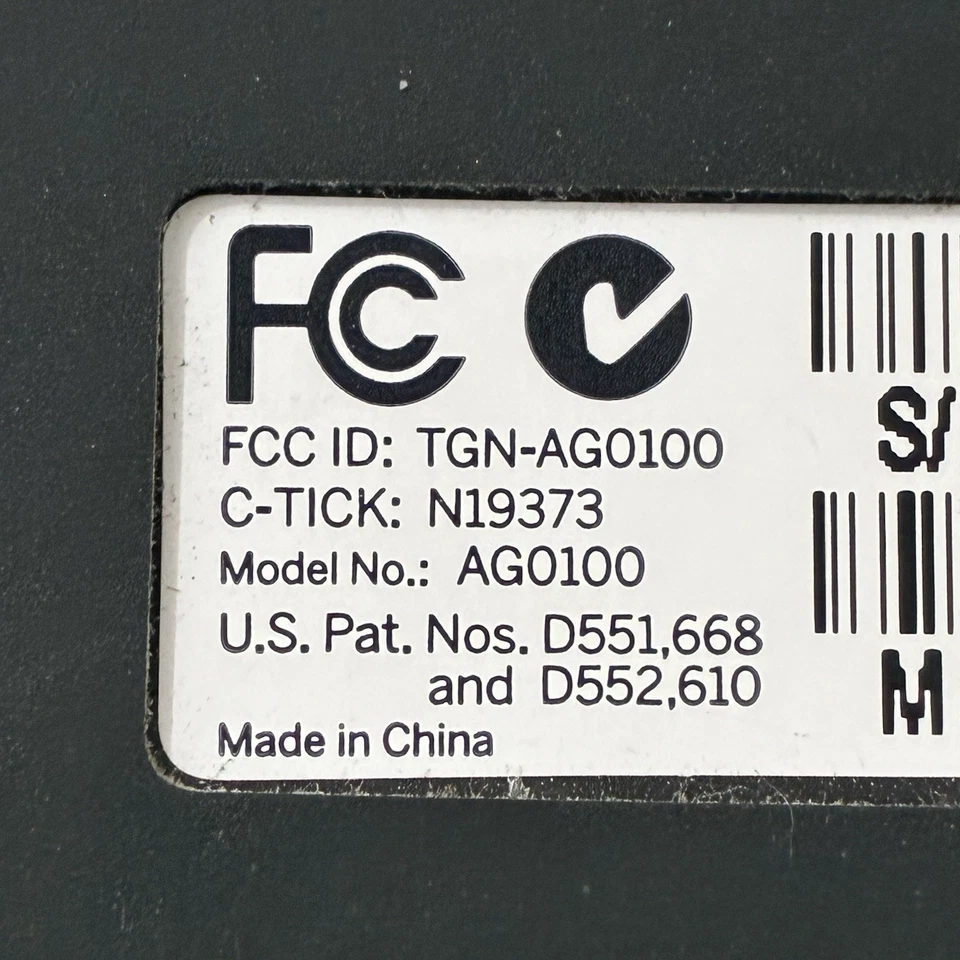 FCC
FCC ID: TGN-AG0100
C-TICK: N19373
Model No.: AG0100
U.S. Pat. Nos. D551,668
and D552,610
Made in China
S/
M